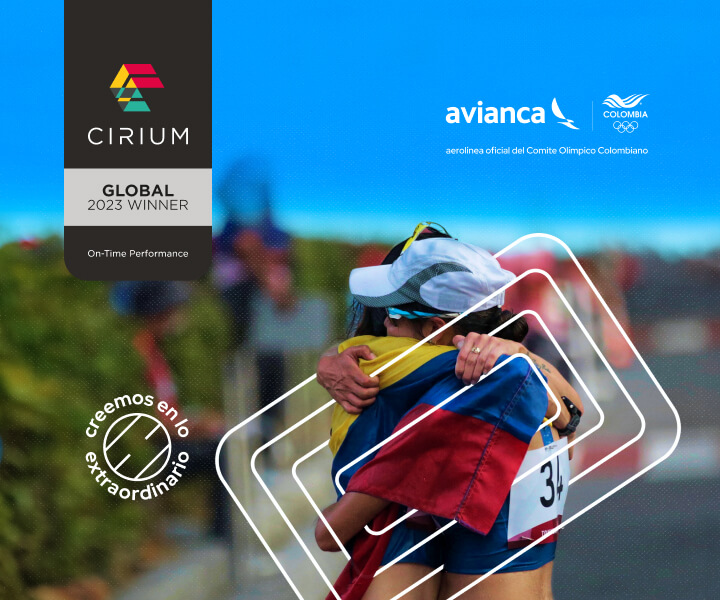 CIRIUM
GLOBAL
2023 WINNER
On-Time Performance
avianca
COLOMBIA
aerolínea oficial del Comite Olímpico Colombiano
creemos en lo
extraordinario
34